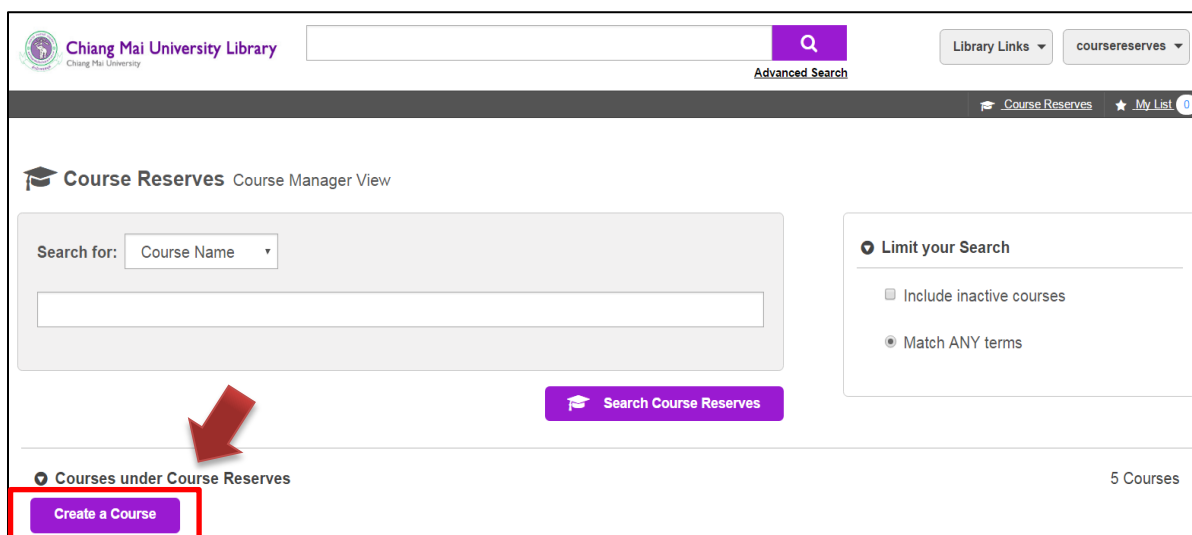 Chiang Mai University Library
Chiang Mai University
Advanced Search
Library Links
coursereserves
Course Reserves
My List 0
Course Reserves Course Manager View
Search for: Course Name
Limit your Search
Include inactive courses
Match ANY terms
Search Course Reserves
Courses under Course Reserves
5 Courses
Create a Course